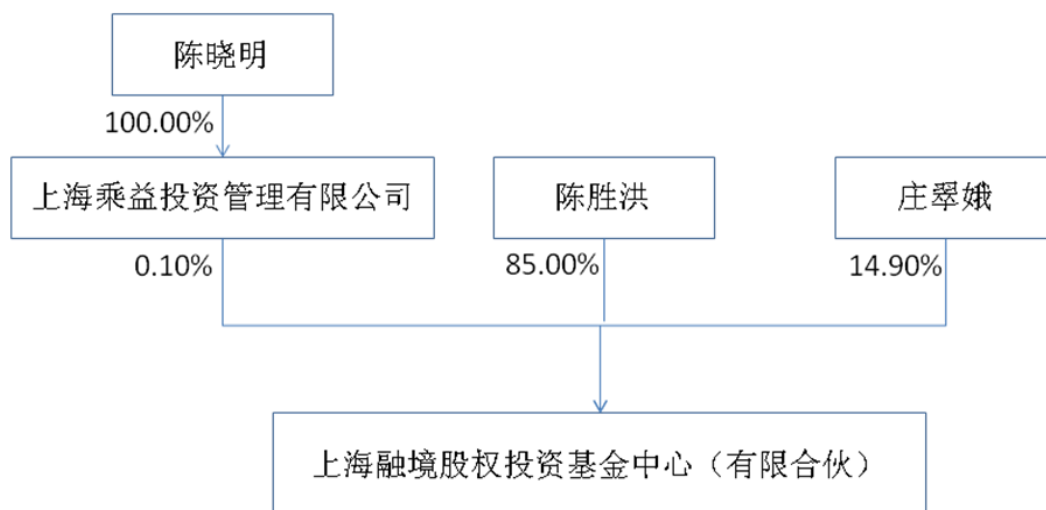 陈晓明
100.00%
上海乘益投资管理有限公司
陈胜洪
庄翠娥
0.10%
85.00%
14.90%
上海融境股权投资基金中心（有限合伙）